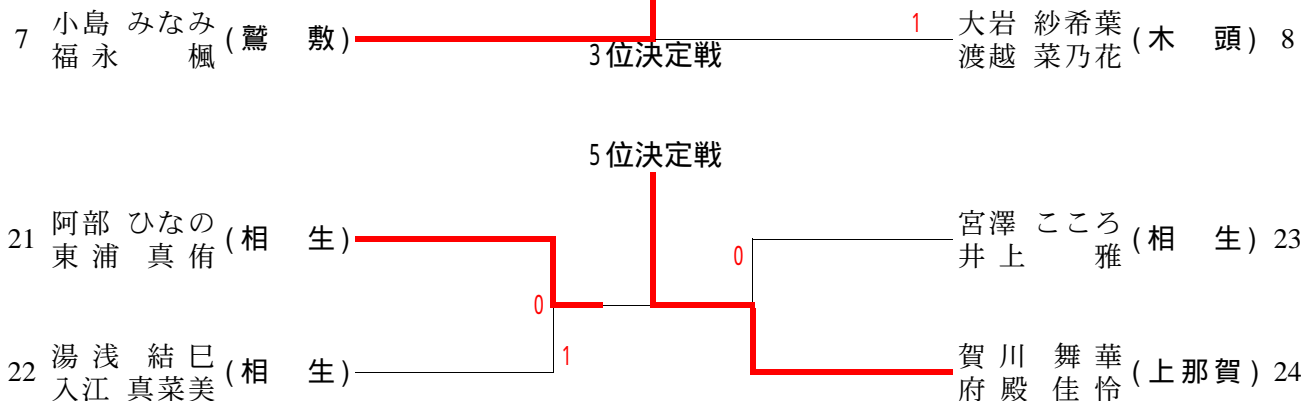 7 小島 みなみ (鷲 敷) 1 大岩 紗希葉 (木 頭) 8
福永 楓 渡越 菜乃花
3位決定戦
5位決定戦
21 阿部 ひなの (相 生) 0 宮澤 こころ (相 生) 23
東浦 真侑 井上 雅
0
22 湯浅 結巳 (相 生) 1 賀川 舞華 (上那賀) 24
入江 真菜美 府殿 佳怜